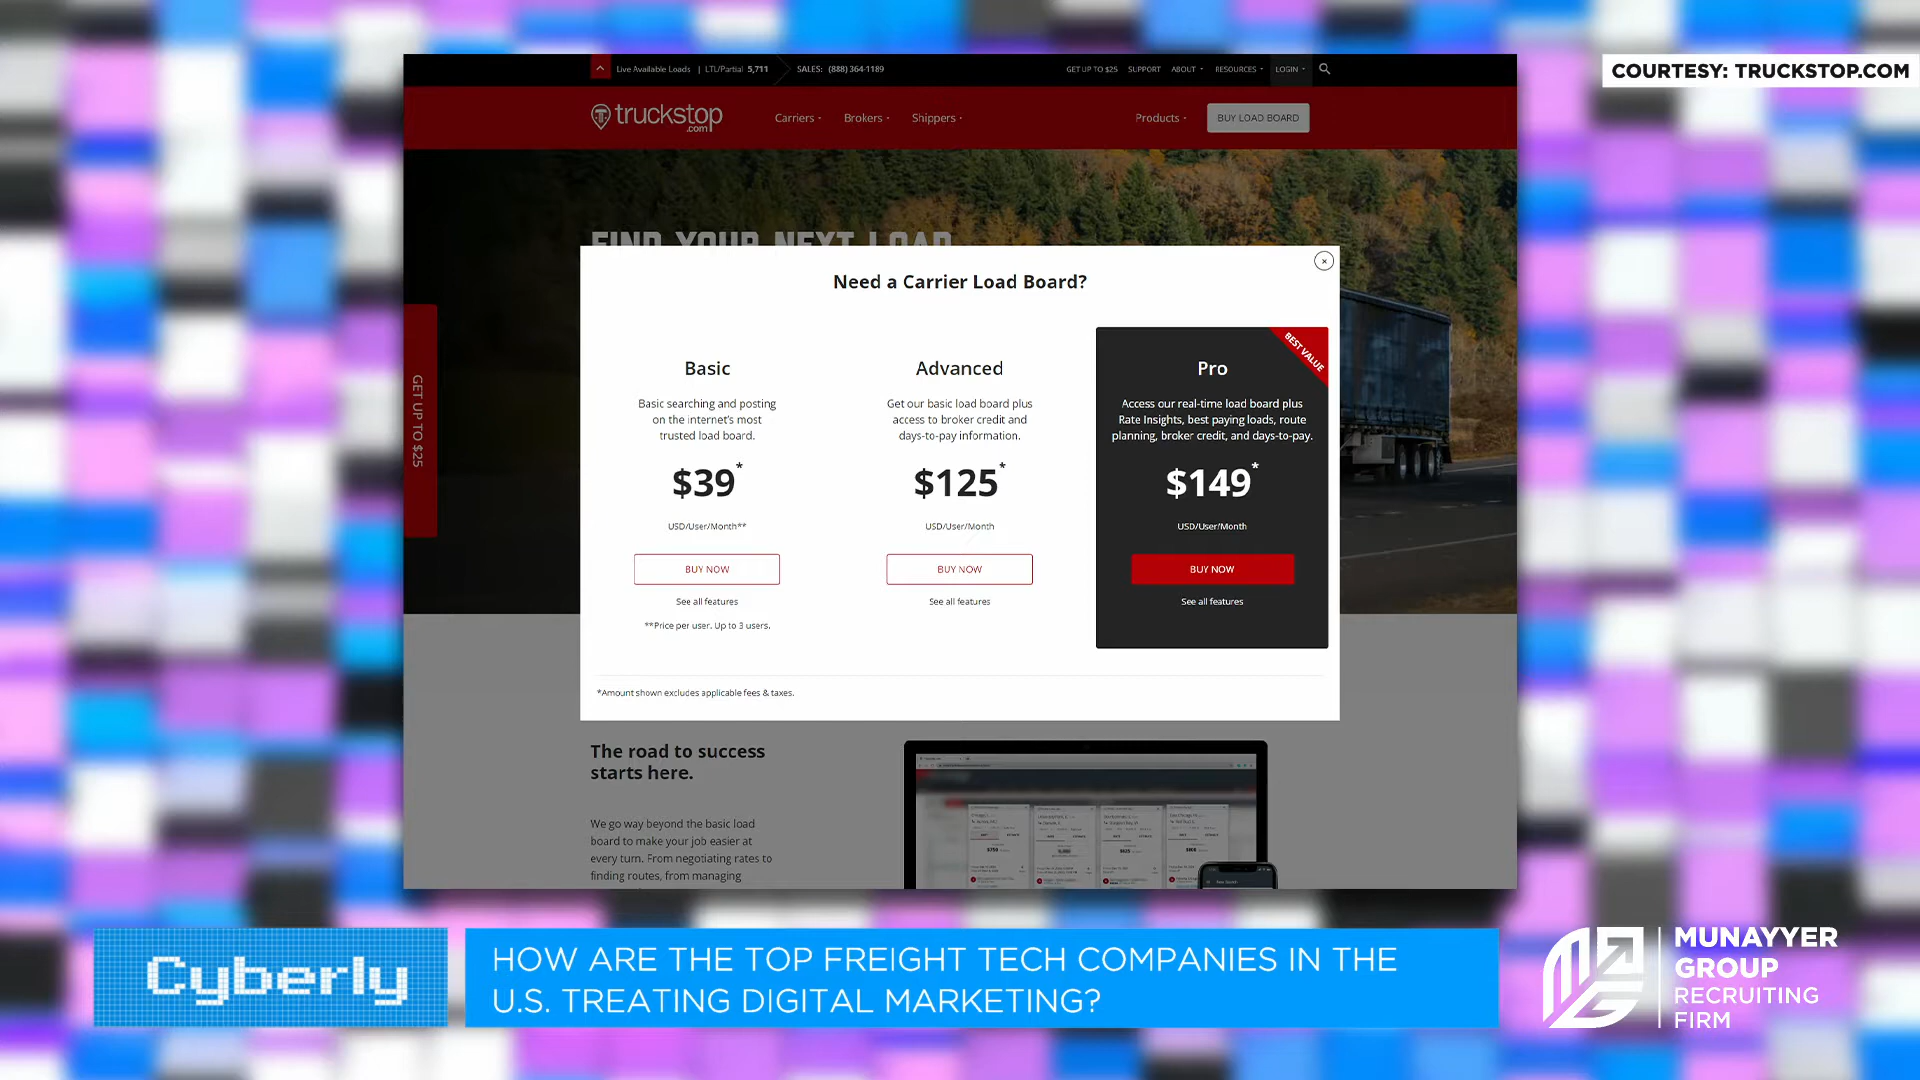 Live Available Loads | LTL/Partial 5,711 SALES: (888) 364-1189 GET UP TO $25 SUPPORT ABOUT RESOURCES LOGIN
COURTESY: TRUCKSTOP.COM
truckstop
.com
Carriers Brokers Shippers Products BUY LOAD BOARD
FIND YOUR NEXT LOAD
GET UP TO $25
Need a Carrier Load Board?
Basic
Basic searching and posting
on the internet's most
trusted load board.
$39*
USD/User/Month**
BUY NOW
See all features
**Price per user. Up to 3 users.
Advanced
Get our basic load board plus
access to broker credit and
days-to-pay information.
$125*
USD/User/Month
BUY NOW
See all features
BEST VALUE
Pro
Access our real-time load board plus
Rate Insights, best paying loads, route
planning, broker credit, and days-to-pay.
$149*
USD/User/Month
BUY NOW
See all features
*Amount shown excludes applicable fees & taxes.
The road to success
starts here.
We go way beyond the basic load
board to make your job easier at
every turn. From negotiating rates to
finding routes, from managing
Cyberly
HOW ARE THE TOP FREIGHT TECH COMPANIES IN THE
U.S. TREATING DIGITAL MARKETING?
MUNAYYER
GROUP
RECRUITING
FIRM